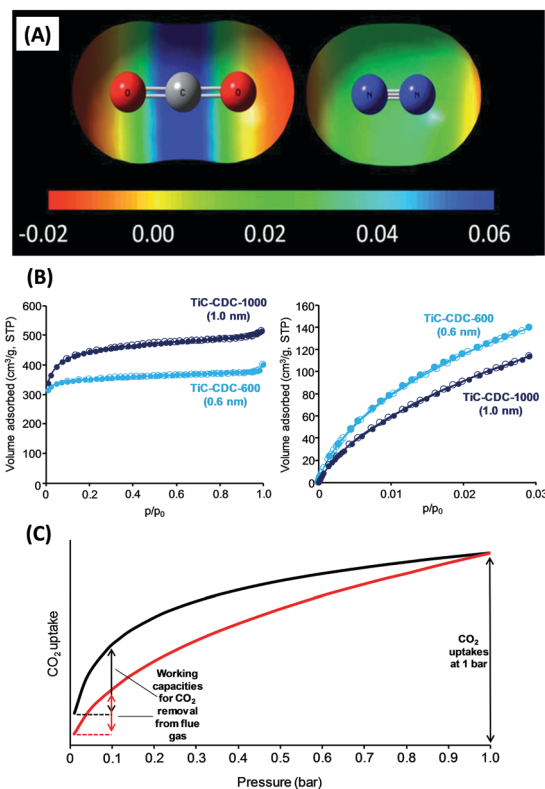 (A)
O C O N N
-0.02 0.00 0.02 0.04 0.06
(B)
Volume adsorbed (cm³/g, STP)
600
500
400
300
200
100
0
TiC-CDC-1000
(1.0 nm)
TiC-CDC-600
(0.6 nm)
0 0.2 0.4 0.6 0.8 1.0
p/p₀
Volume adsorbed (cm³/g, STP)
160
140
120
100
80
60
40
20
0
TiC-CDC-600
(0.6 nm)
TiC-CDC-1000
(1.0 nm)
0 0.01 0.02 0.03
p/p₀
(C)
CO₂ uptake
Working
capacities
for CO₂
removal
from flue
gas
CO₂
uptakes
at 1 bar
0 0.1 0.2 0.3 0.4 0.5 0.6 0.7 0.8 0.9 1.0
Pressure (bar)